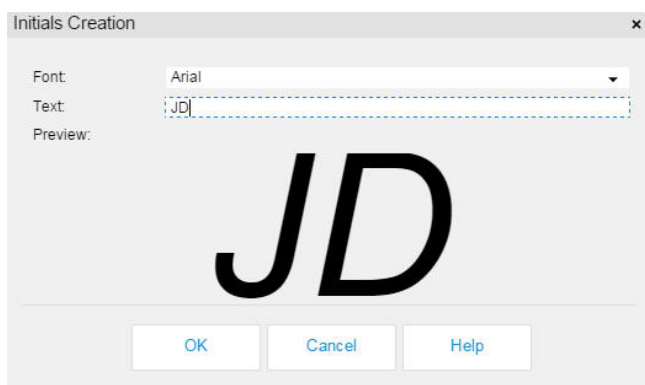 Initials Creation ×
Font: Arial
Text: JD
Preview:
JD
OK Cancel Help